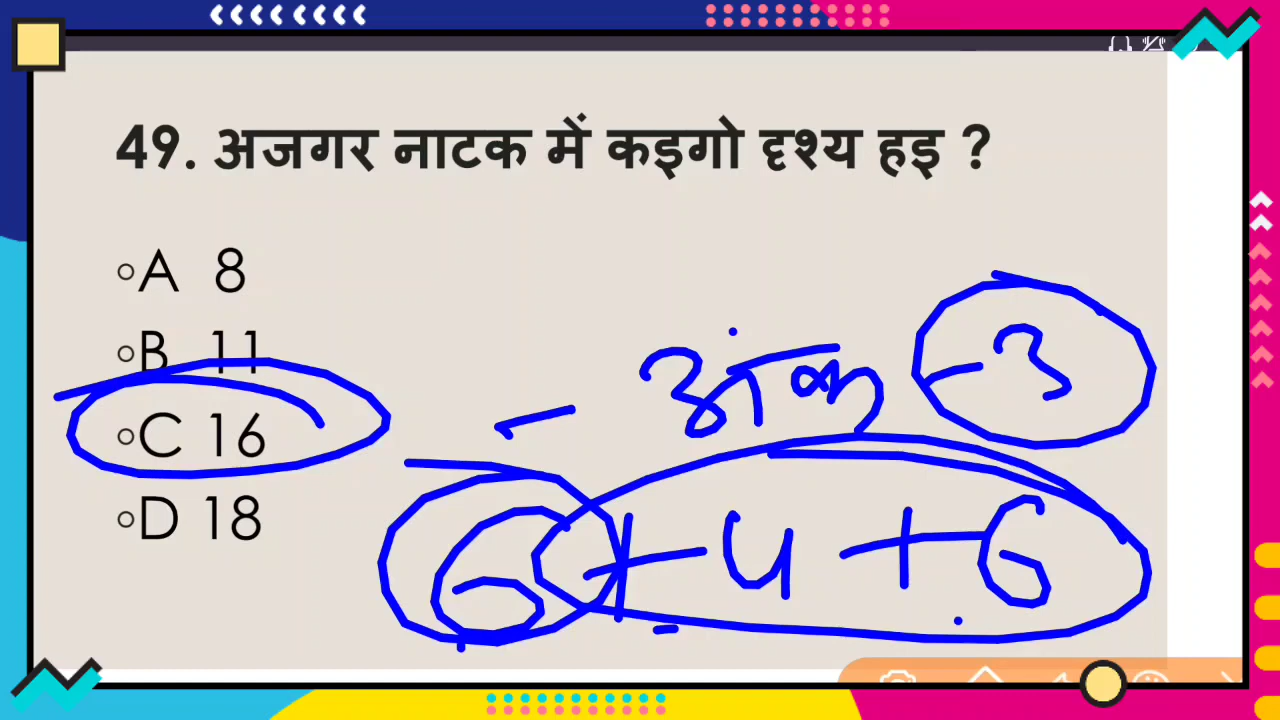 49. अजगर नाटक में कइगो दृश्य हइ ?
◦A 8
◦B 11
◦C 16
◦D 18
- अंक - 3
6 + 4 + 6